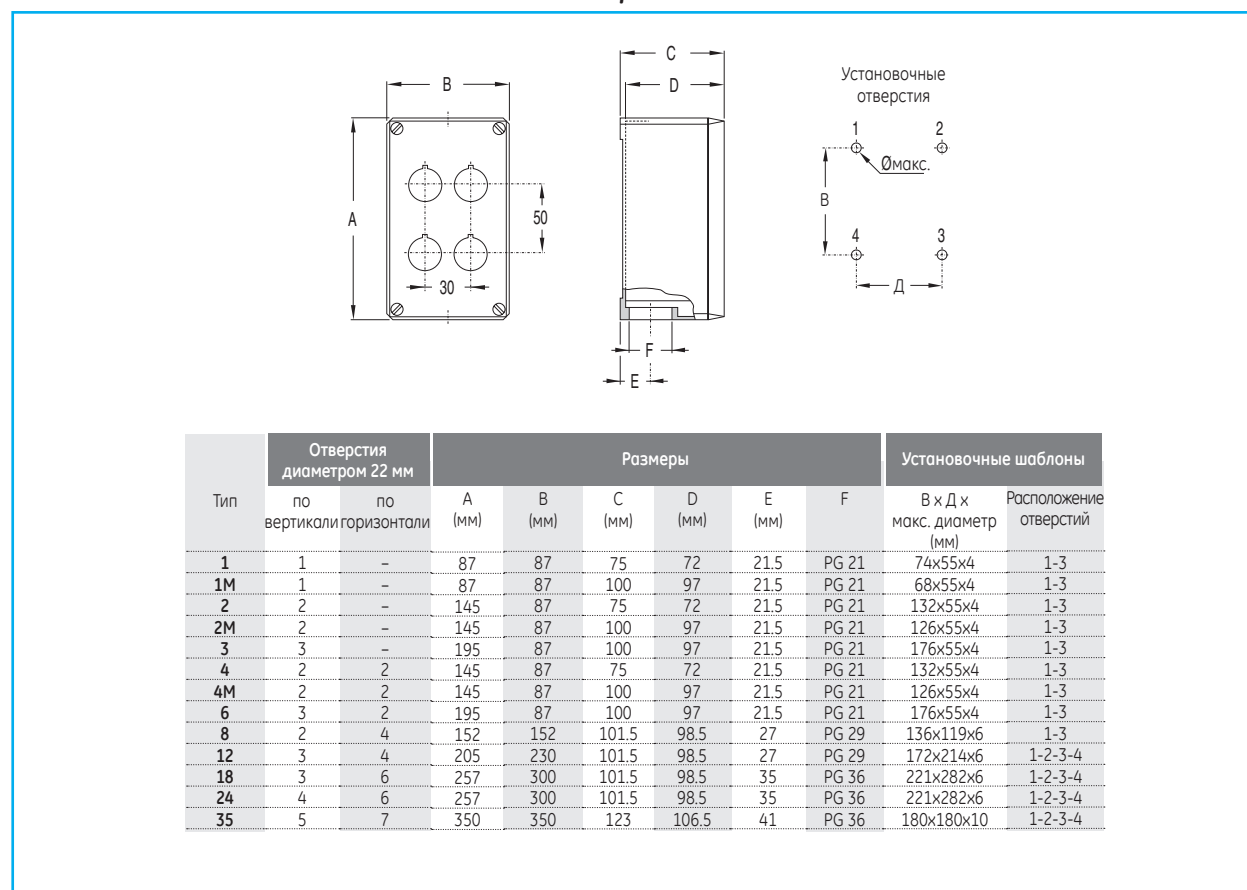 C
B
D
A
50
30
F
E
Установочные
отверстия
1 2
Øмакс.
В
4 3
Д
Отверстия
диаметром 22 мм
Размеры
Установочные шаблоны
Тип
по
вертикали
по
горизонтали
A
(мм)
B
(мм)
C
(мм)
D
(мм)
E
(мм)
F
В х Д х
макс. диаметр
(мм)
Расположение
отверстий
1 1 – 87 87 75 72 21.5 PG 21 74x55x4 1-3
1M 1 – 87 87 100 97 21.5 PG 21 68x55x4 1-3
2 2 – 145 87 75 72 21.5 PG 21 132x55x4 1-3
2M 2 – 145 87 100 97 21.5 PG 21 126x55x4 1-3
3 3 – 195 87 100 97 21.5 PG 21 176x55x4 1-3
4 2 2 145 87 75 72 21.5 PG 21 132x55x4 1-3
4M 2 2 145 87 100 97 21.5 PG 21 126x55x4 1-3
6 3 2 195 87 100 97 21.5 PG 21 176x55x4 1-3
8 2 4 152 152 101.5 98.5 27 PG 29 136x119x6 1-3
12 3 4 205 230 101.5 98.5 27 PG 29 172x214x6 1-2-3-4
18 3 6 257 300 101.5 98.5 35 PG 36 221x282x6 1-2-3-4
24 4 6 257 300 101.5 98.5 35 PG 36 221x282x6 1-2-3-4
35 5 7 350 350 123 106.5 41 PG 36 180x180x10 1-2-3-4